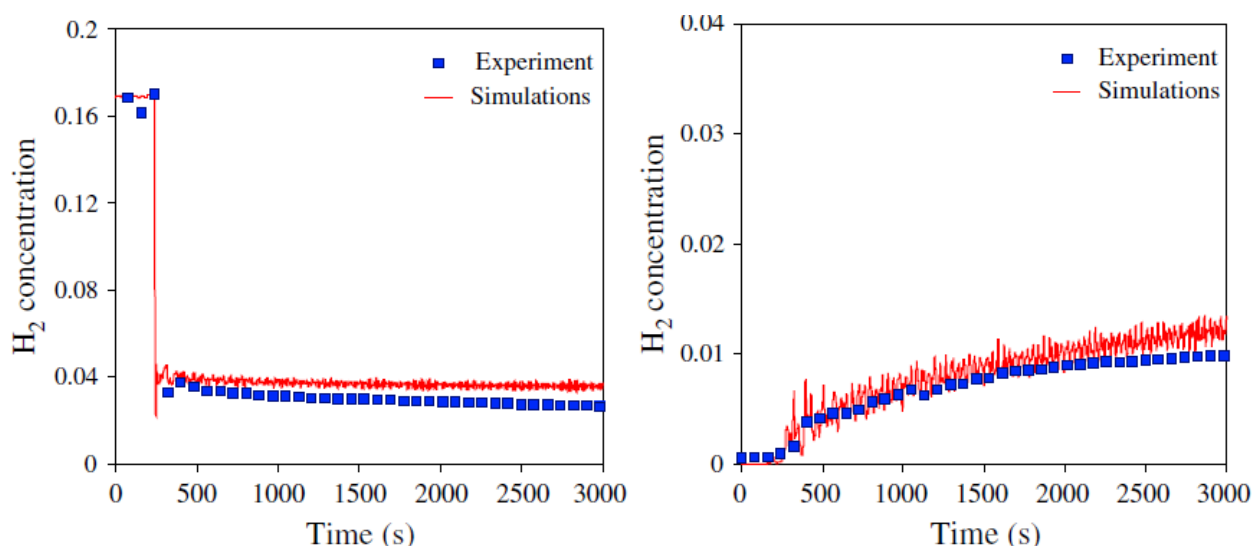 0.2
0.16
0.12
0.08
0.04
0
H₂ concentration
Experiment
Simulations
0 500 1000 1500 2000 2500 3000
Time (s)
0.04
0.03
0.02
0.01
0
H₂ concentration
Experiment
Simulations
0 500 1000 1500 2000 2500 3000
Time (s)